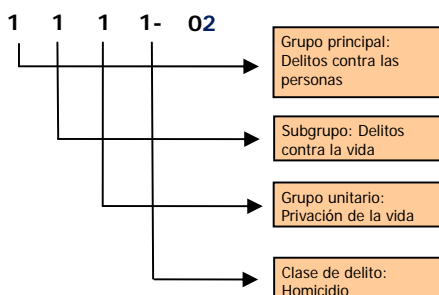 1 1 1 1- 02
Grupo principal:
Delitos contra las
personas
Subgrupo: Delitos
contra la vida
Grupo unitario:
Privación de la vida
Clase de delito:
Homicidio